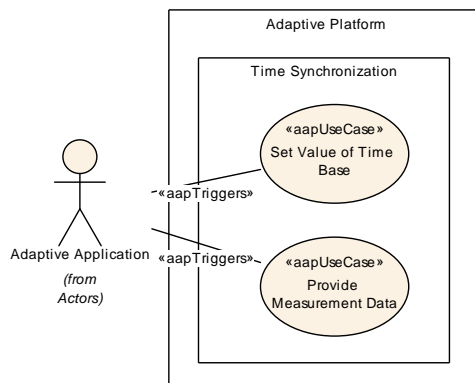 Adaptive Platform
Time Synchronization
«aapUseCase»
Set Value of Time
Base
«aapTriggers»
Adaptive Application
(from
Actors)
«aapTriggers»
«aapUseCase»
Provide
Measurement Data